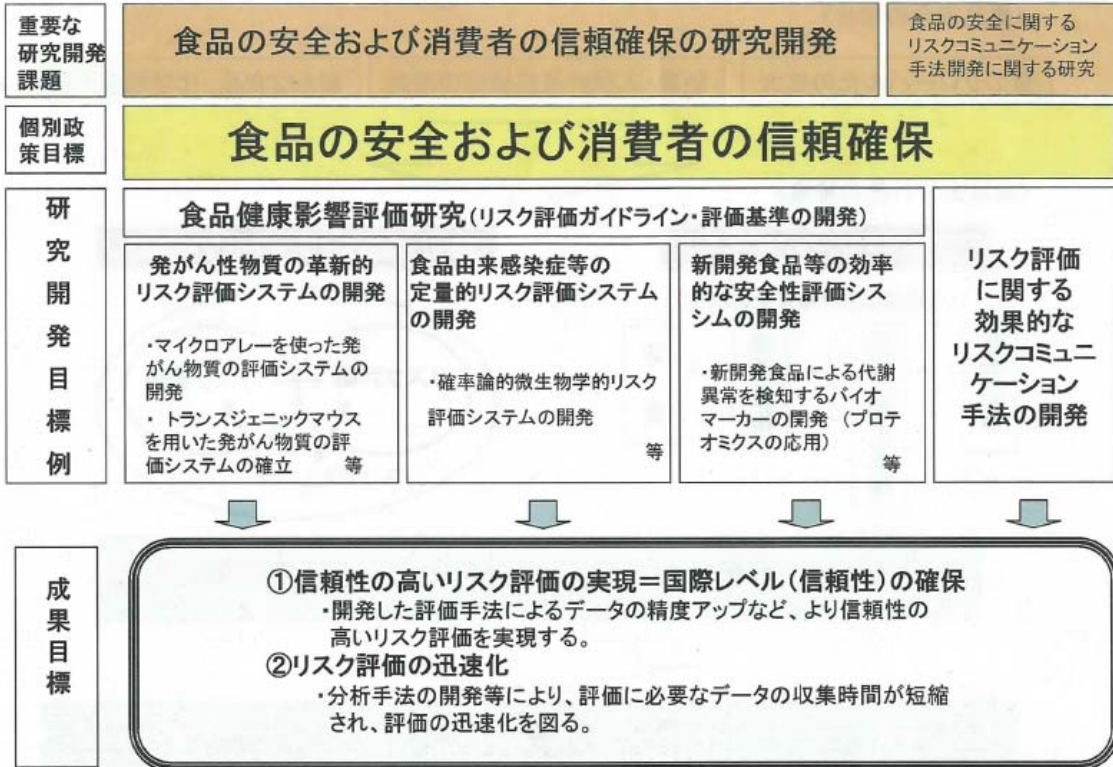 重要な
研究開発
課題
食品の安全および消費者の信頼確保の研究開発
食品の安全に関する
リスクコミュニケーション
手法開発に関する研究
個別政
策目標
食品の安全および消費者の信頼確保
研
究
開
発
目
標
例
食品健康影響評価研究(リスク評価ガイドライン・評価基準の開発)
発がん性物質の革新的
リスク評価システムの開発
・マイクロアレーを使った発
がん物質の評価システムの
開発
・ トランスジェニックマウス
を用いた発がん物質の評
価システムの確立 等
食品由来感染症等の
定量的リスク評価システム
の開発
・確率論的微生物学的リスク
評価システムの開発
等
新開発食品等の効率
的な安全性評価シス
シムの開発
・新開発食品による代謝
異常を検知するバイオ
マーカーの開発 (プロテ
オミクスの応用)
等
リスク評価
に関する
効果的な
リスクコミュニ
ケーション
手法の開発
成
果
目
標
①信頼性の高いリスク評価の実現=国際レベル(信頼性)の確保
・開発した評価手法によるデータの精度アップなど、より信頼性の
高いリスク評価を実現する。
②リスク評価の迅速化
・分析手法の開発等により、評価に必要なデータの収集時間が短縮
され、評価の迅速化を図る。